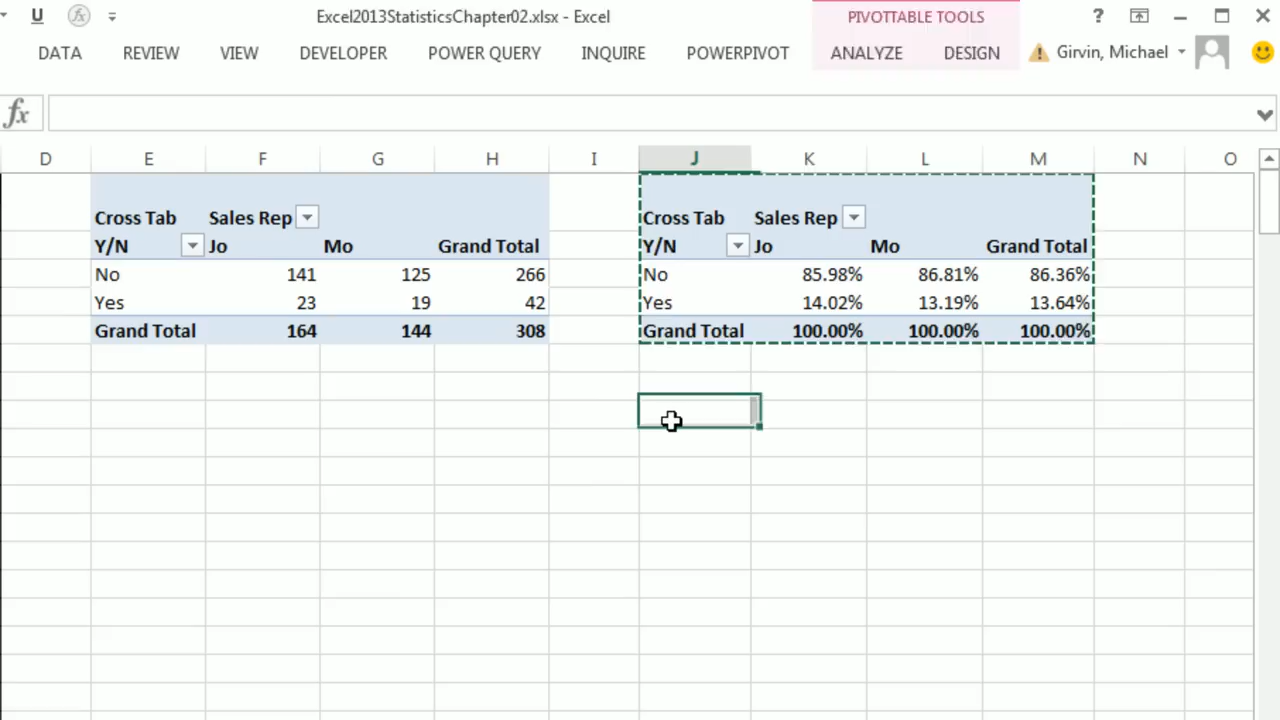 U fx Excel2013StatisticsChapter02.xlsx - Excel PIVOTTABLE TOOLS ?
DATA REVIEW VIEW DEVELOPER POWER QUERY INQUIRE POWERPIVOT ANALYZE DESIGN Girvin, Michael
fx
D E F G H I J K L M N O
Cross Tab Sales Rep Cross Tab Sales Rep
Y/N Jo Mo Grand Total Y/N Jo Mo Grand Total
No 141 125 266 No 85.98% 86.81% 86.36%
Yes 23 19 42 Yes 14.02% 13.19% 13.64%
Grand Total 164 144 308 Grand Total 100.00% 100.00% 100.00%